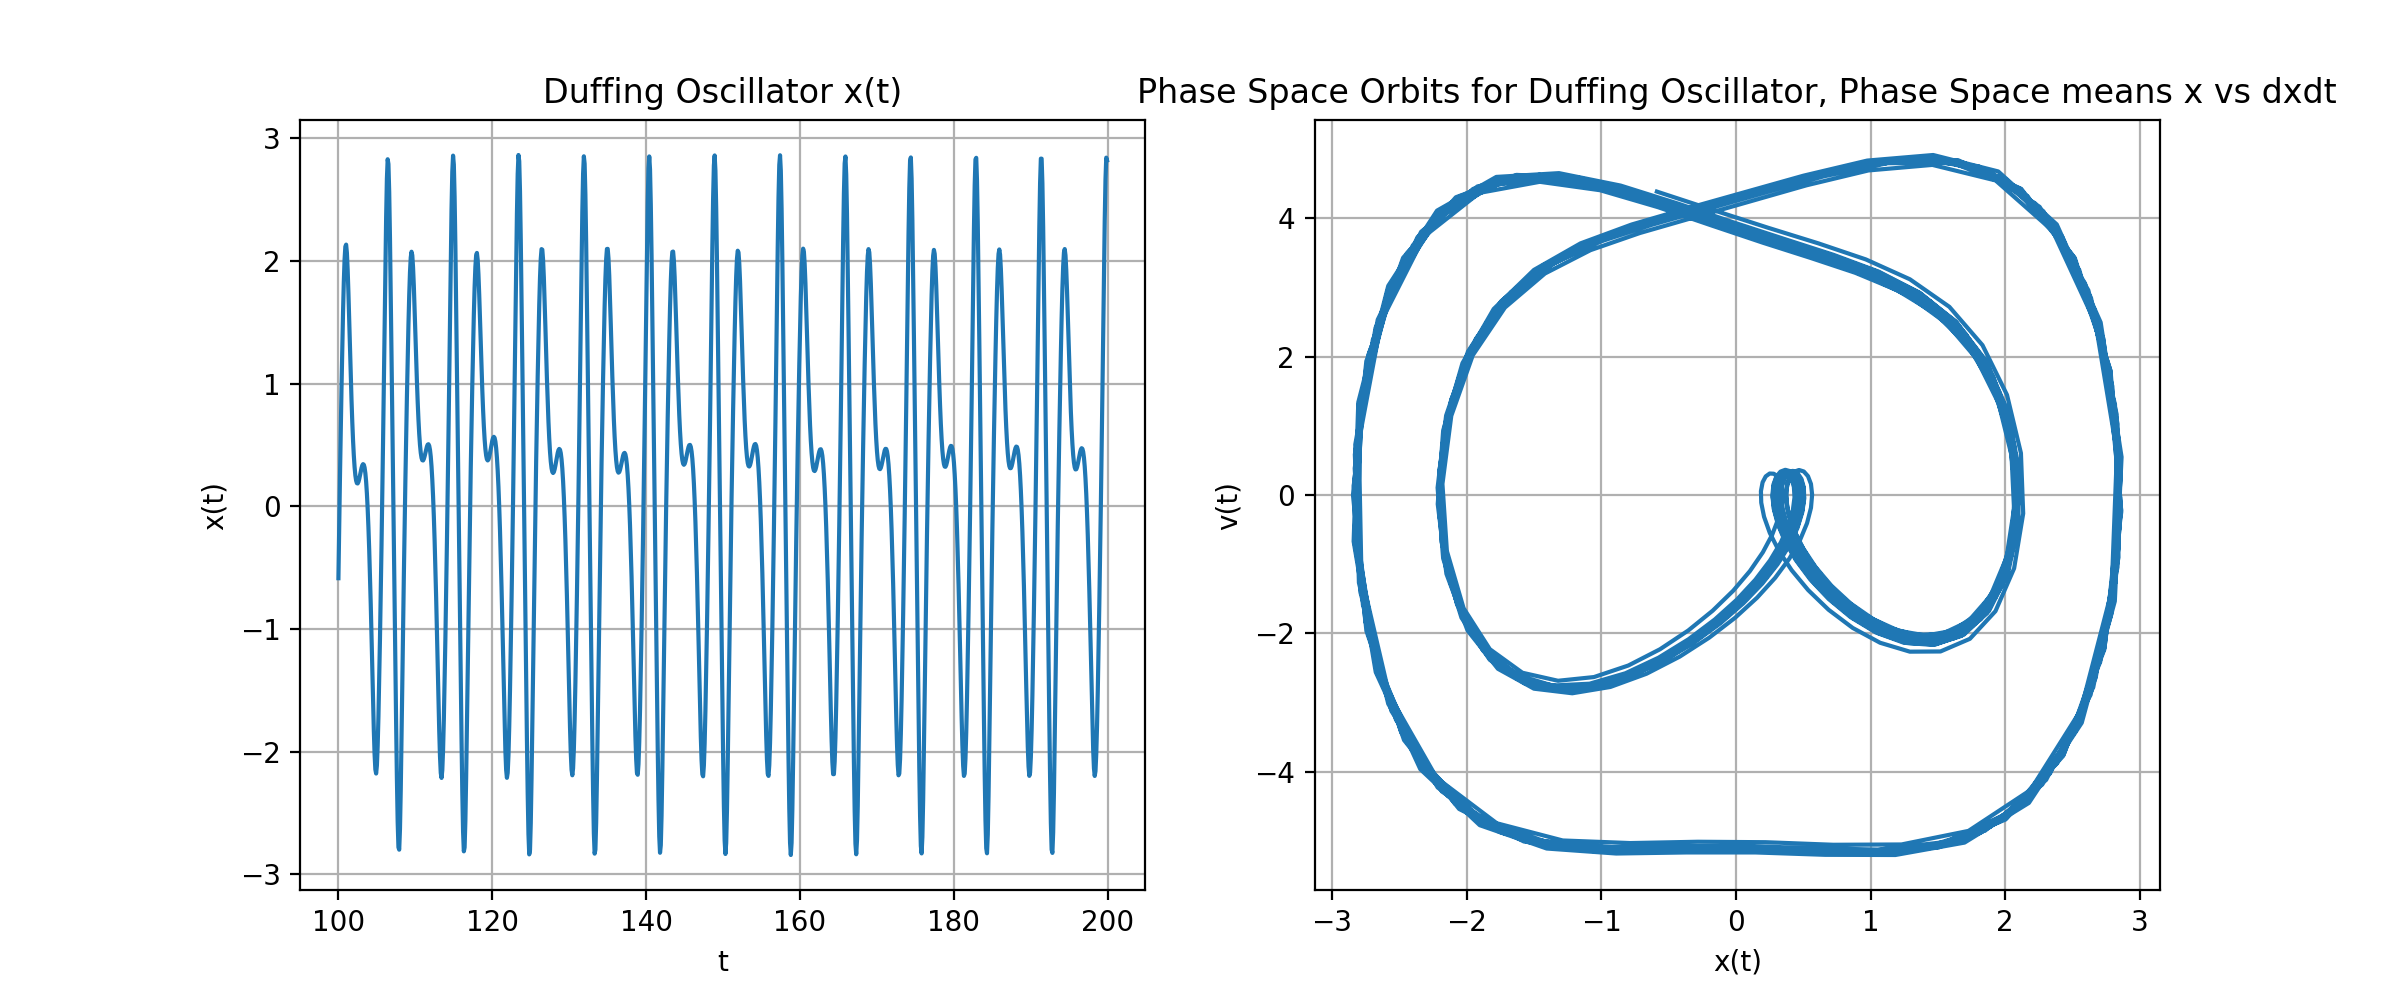 Duffing Oscillator x(t)
3
2
1
0
−1
−2
−3
x(t)
100 120 140 160 180 200
t
Phase Space Orbits for Duffing Oscillator, Phase Space means x vs dxdt
4
2
0
−2
−4
v(t)
−3 −2 −1 0 1 2 3
x(t)